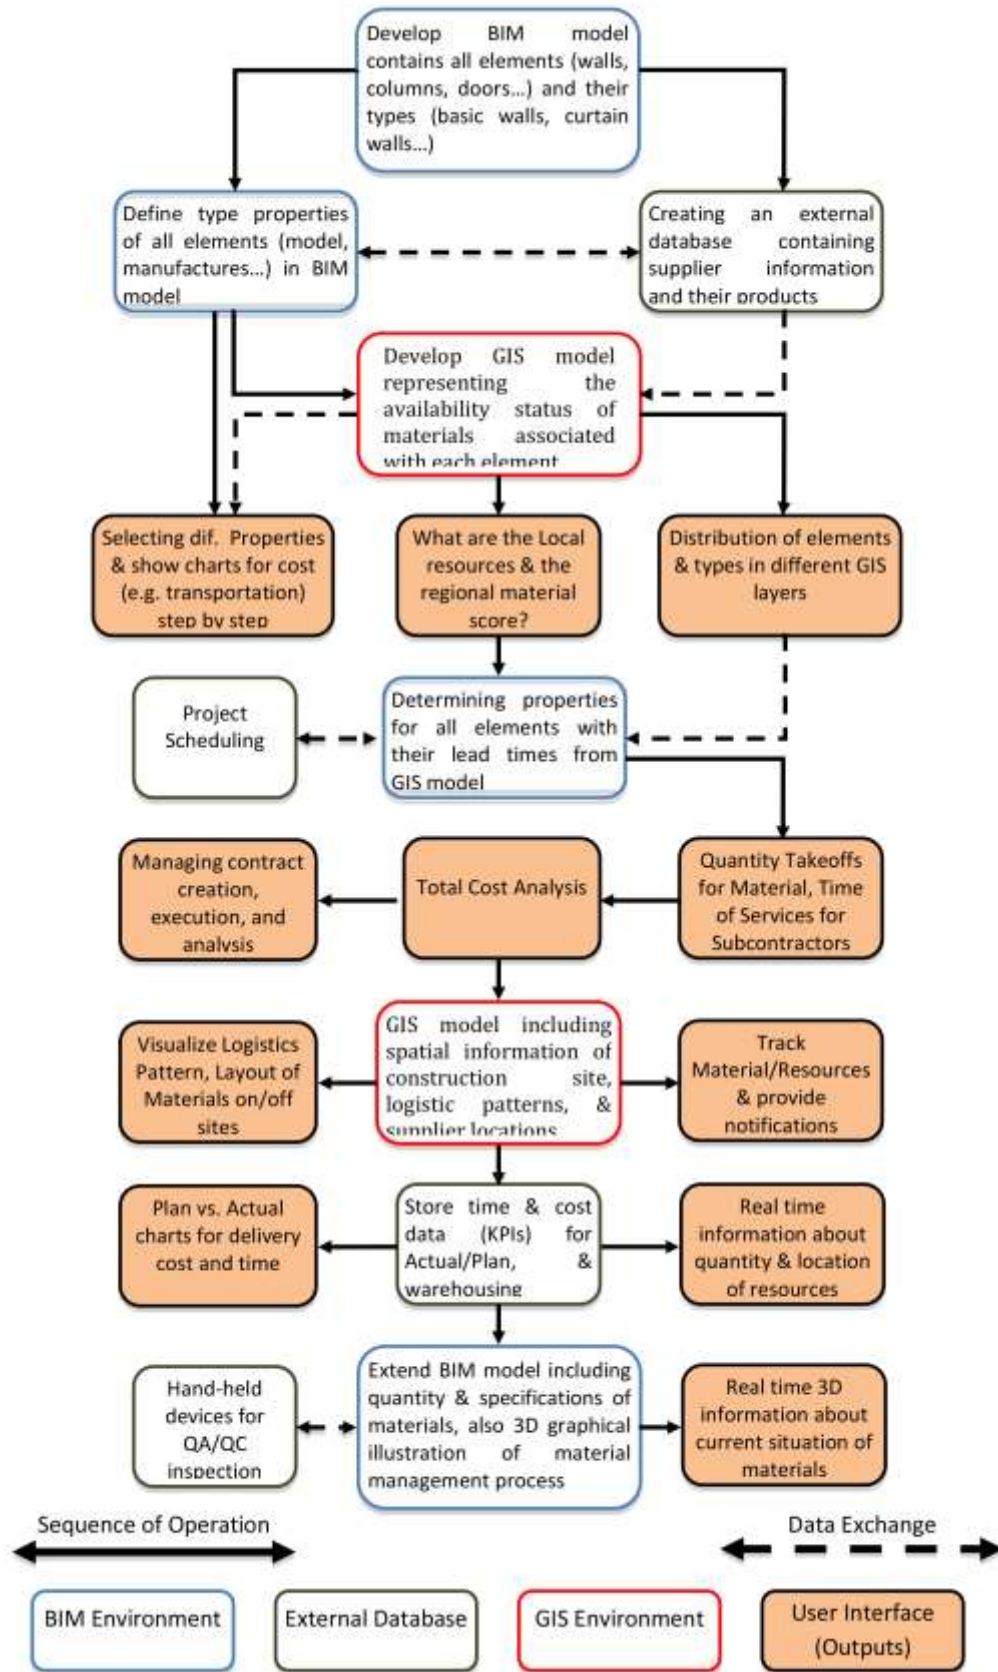 Develop BIM model
contains all elements (walls,
columns, doors...) and their
types (basic walls, curtain
walls...)
Define type properties
of all elements (model,
manufactures...) in BIM
model
Creating an external
database containing
supplier information
and their products
Develop GIS model
representing the
availability status of
materials associated
with each element
Selecting dif. Properties
& show charts for cost
(e.g. transportation)
step by step
What are the Local
resources & the
regional material
score?
Distribution of elements
& types in different GIS
layers
Project
Scheduling
Determining properties
for all elements with
their lead times from
GIS model
Managing contract
creation,
execution, and
analysis
Total Cost Analysis
Quantity Takeoffs
for Material, Time
of Services for
Subcontractors
Visualize Logistics
Pattern, Layout of
Materials on/off
sites
GIS model including
spatial information of
construction site,
logistic patterns, &
supplier locations
Track
Material/Resources
& provide
notifications
Plan vs. Actual
charts for delivery
cost and time
Store time & cost
data (KPIs) for
Actual/Plan, &
warehousing
Real time
information about
quantity & location
of resources
Hand-held
devices for
QA/QC
inspection
Extend BIM model including
quantity & specifications of
materials, also 3D graphical
illustration of material
management process
Real time 3D
information about
current situation of
materials
Sequence of Operation
Data Exchange
BIM Environment
External Database
GIS Environment
User Interface
(Outputs)